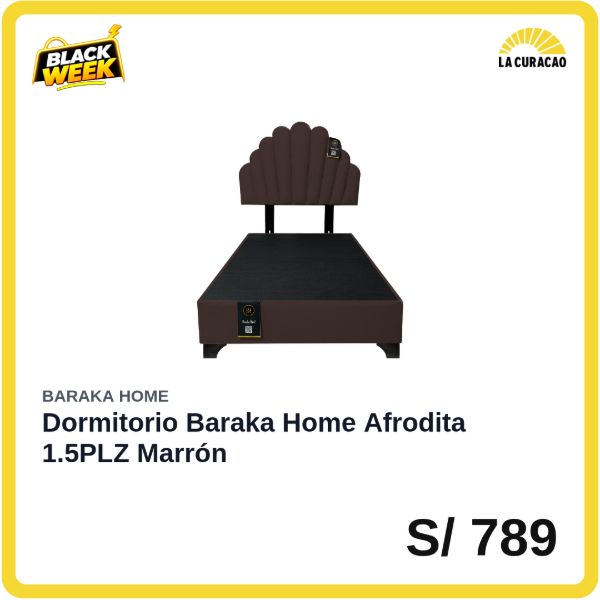 BLACK
WEEK
LA CURACAO
BARAKA HOME
Dormitorio Baraka Home Afrodita
1.5PLZ Marrón
S/ 789